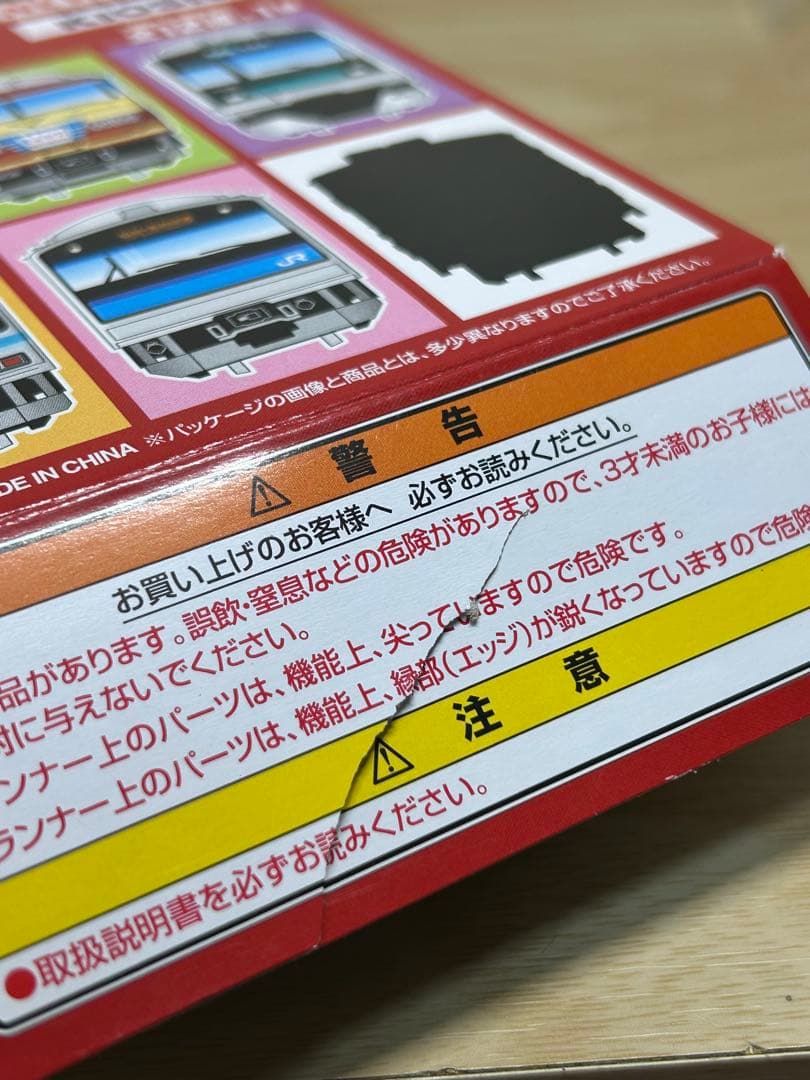 JR
DE IN CHINA ※パッケージの画像と商品とは、多少異なりますのでご了承ください。
⚠ 警告
お買い上げのお客様へ 必ずお読みください。
品があります。誤飲・窒息などの危険がありますので、3才未満のお子様には
対に与えないでください。
ンナー上のパーツは、機能上、尖っていますので危険です。
ランナー上のパーツは、機能上、縁部(エッジ)が鋭くなっていますので危険
⚠ 注意
●取扱説明書を必ずお読みください。